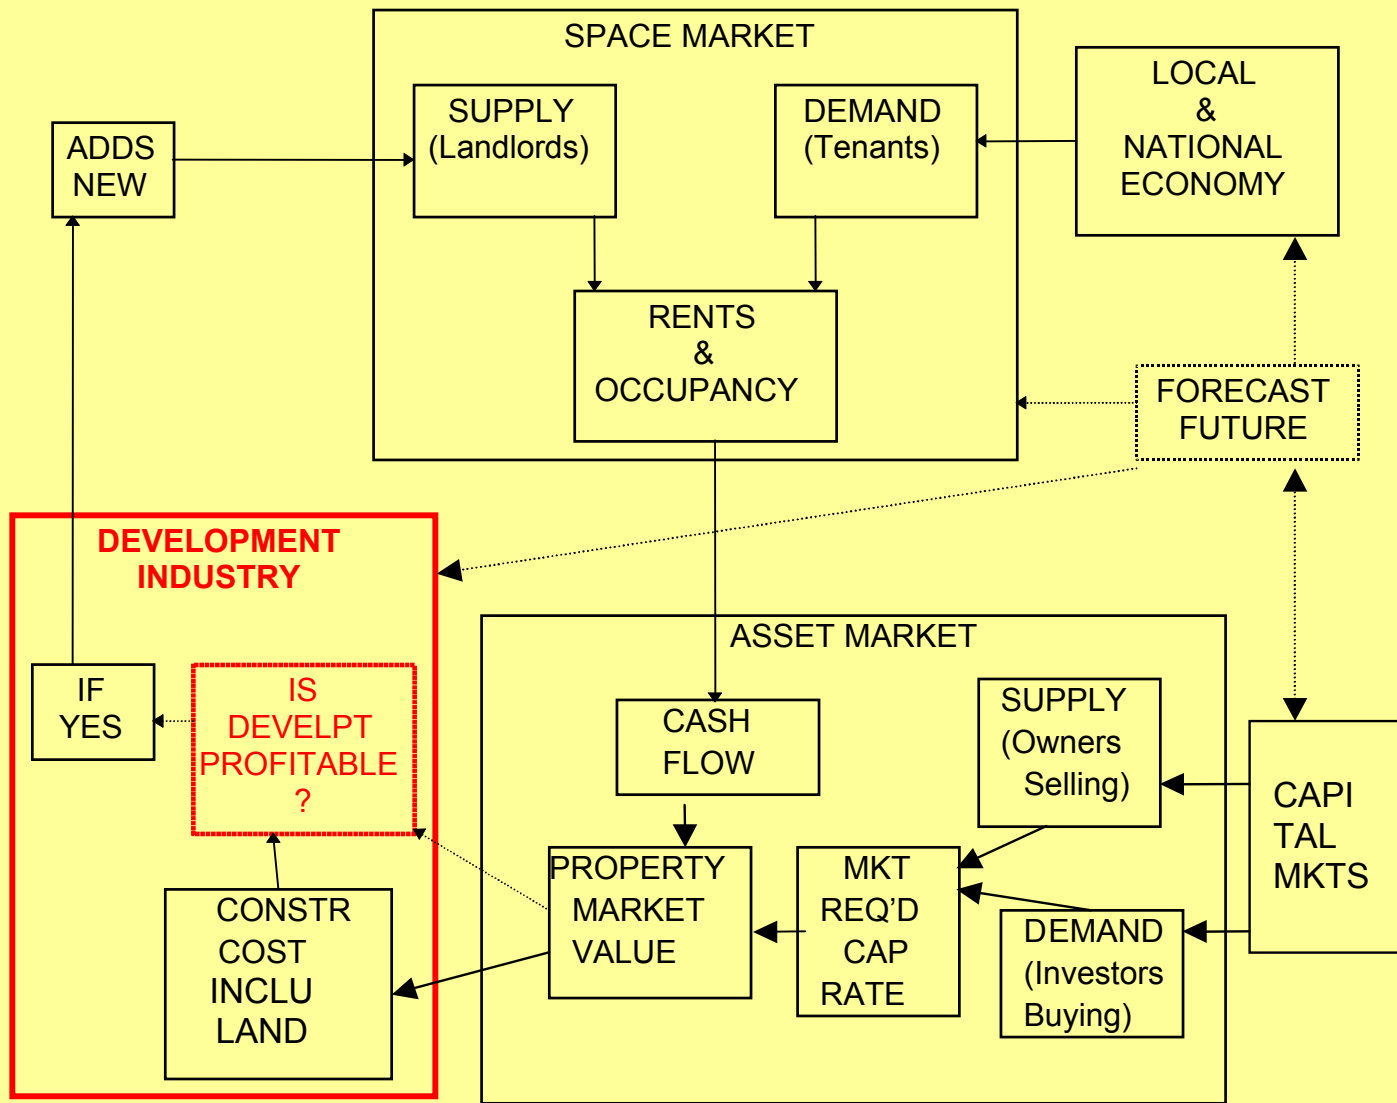 SPACE MARKET
SUPPLY
(Landlords)
DEMAND
(Tenants)
LOCAL
&
NATIONAL
ECONOMY
ADDS
NEW
RENTS
&
OCCUPANCY
FORECAST
FUTURE
DEVELOPMENT
INDUSTRY
IF
YES
IS
DEVELPT
PROFITABLE
?
CONSTR
COST
INCLU
LAND
ASSET MARKET
CASH
FLOW
PROPERTY
MARKET
VALUE
MKT
REQ’D
CAP
RATE
SUPPLY
(Owners
Selling)
DEMAND
(Investors
Buying)
CAPI
TAL
MKTS